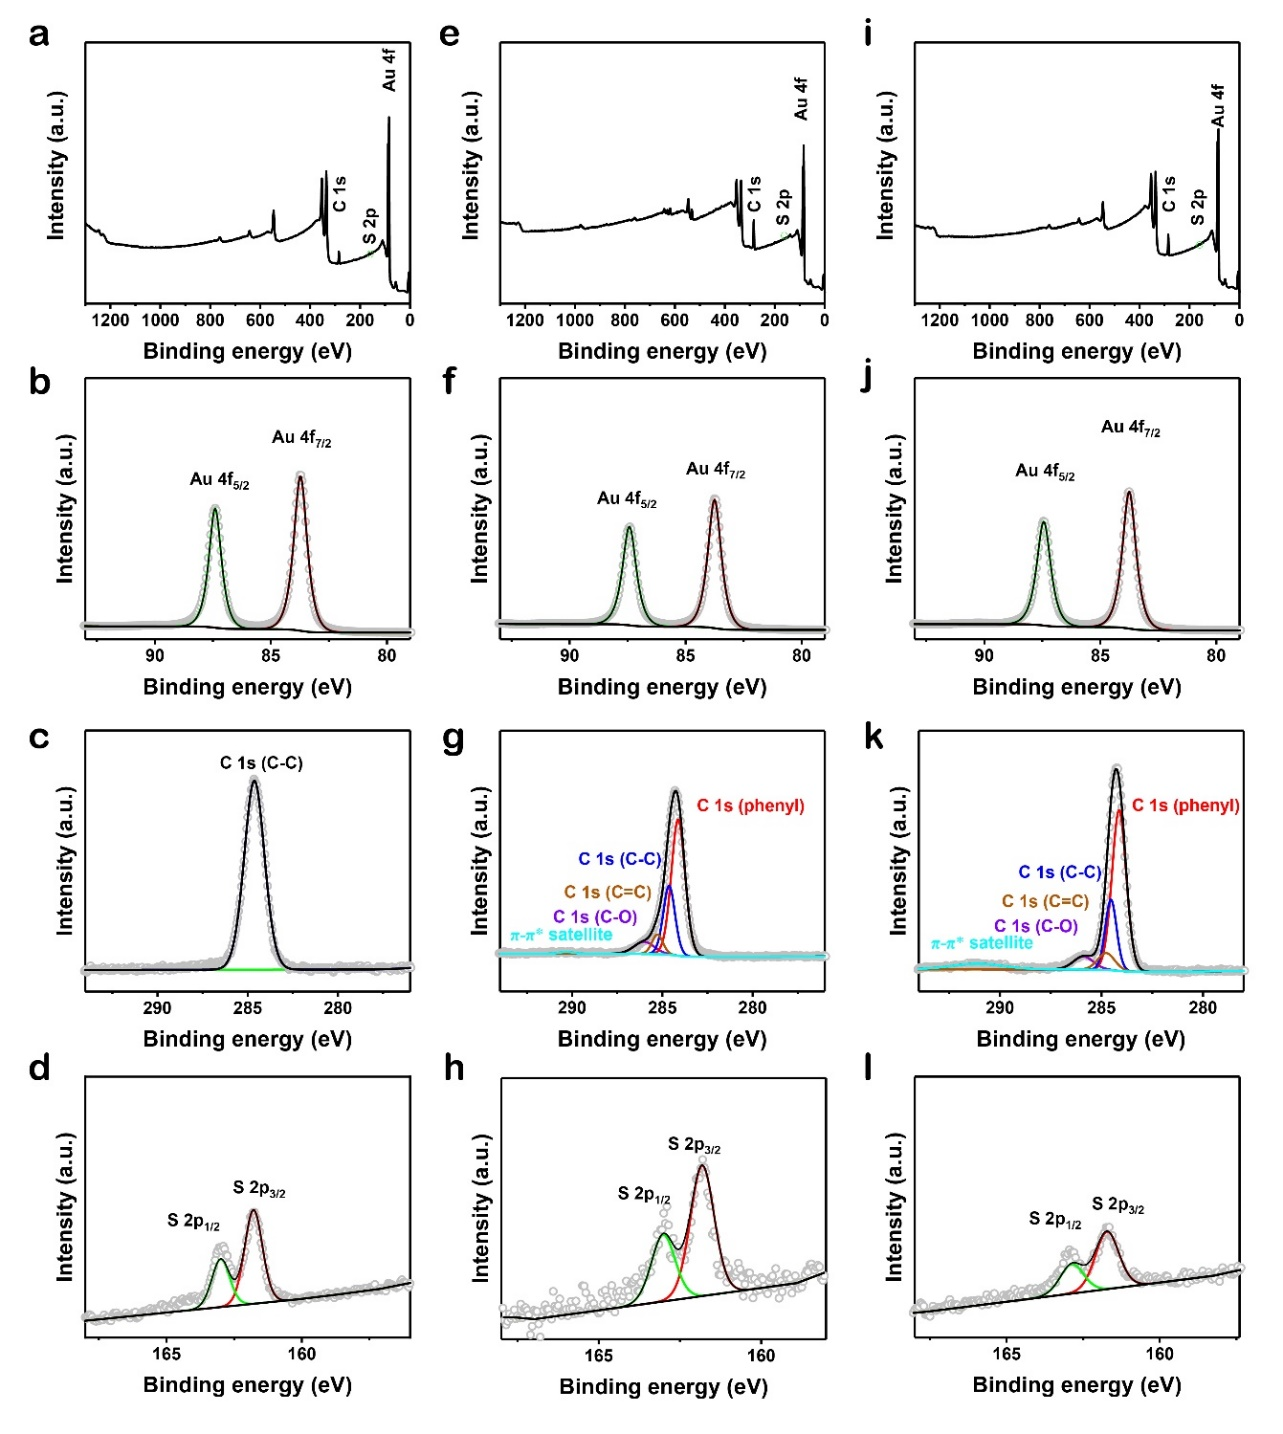 a
Intensity (a.u.)
C 1s
S 2p
Au 4f
1200 1000 800 600 400 200 0
Binding energy (eV)
e
Intensity (a.u.)
C 1s
S 2p
Au 4f
1200 1000 800 600 400 200 0
Binding energy (eV)
i
Intensity (a.u.)
C 1s
S 2p
Au 4f
1200 1000 800 600 400 200 0
Binding energy (eV)
b
Intensity (a.u.)
Au 4f5/2
Au 4f7/2
90 85 80
Binding energy (eV)
f
Intensity (a.u.)
Au 4f5/2
Au 4f7/2
90 85 80
Binding energy (eV)
j
Intensity (a.u.)
Au 4f5/2
Au 4f7/2
90 85 80
Binding energy (eV)
c
Intensity (a.u.)
C 1s (C-C)
290 285 280
Binding energy (eV)
g
Intensity (a.u.)
C 1s (phenyl)
C 1s (C-C)
C 1s (C=C)
C 1s (C-O)
π-π* satellite
290 285 280
Binding energy (eV)
k
Intensity (a.u.)
C 1s (phenyl)
C 1s (C-C)
C 1s (C=C)
C 1s (C-O)
π-π* satellite
290 285 280
Binding energy (eV)
d
Intensity (a.u.)
S 2p1/2
S 2p3/2
165 160
Binding energy (eV)
h
Intensity (a.u.)
S 2p1/2
S 2p3/2
165 160
Binding energy (eV)
l
Intensity (a.u.)
S 2p1/2
S 2p3/2
165 160
Binding energy (eV)